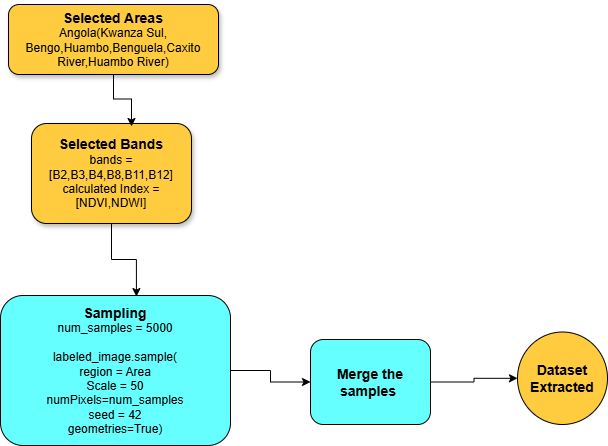 Selected Areas
Angola(Kwanza Sul,
Bengo,Huambo,Benguela,Caxito
River,Huambo River)
Selected Bands
bands =
[B2,B3,B4,B8,B11,B12]
calculated Index =
[NDVI,NDWI]
Sampling
num_samples = 5000
labeled_image.sample(
region = Area
Scale = 50
numPixels=num_samples
seed = 42
geometries=True)
Merge the
samples
Dataset
Extracted